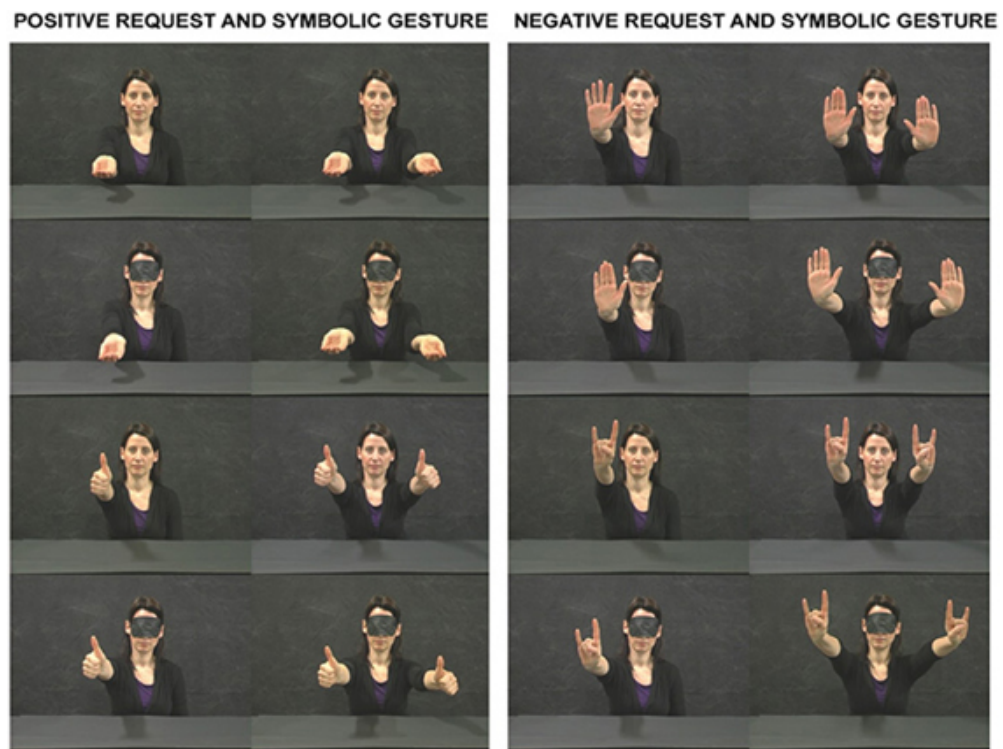 POSITIVE REQUEST AND SYMBOLIC GESTURE
NEGATIVE REQUEST AND SYMBOLIC GESTURE